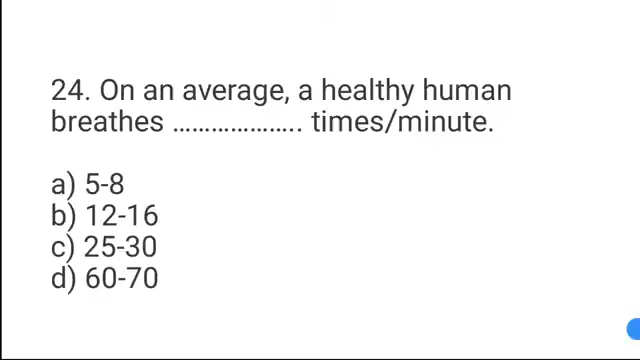 24. On an average, a healthy human
breathes ........................ times/minute.
a) 5-8
b) 12-16
c) 25-30
d) 60-70